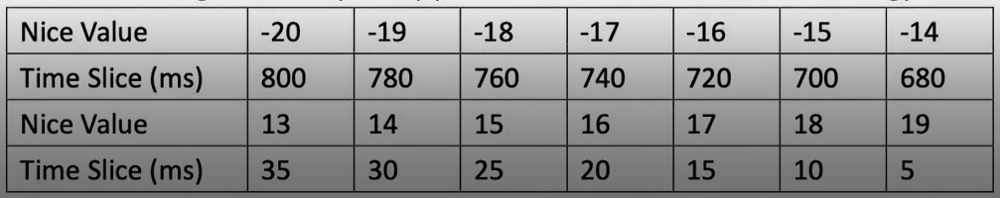 Nice Value -20 -19 -18 -17 -16 -15 -14
Time Slice (ms) 800 780 760 740 720 700 680
Nice Value 13 14 15 16 17 18 19
Time Slice (ms) 35 30 25 20 15 10 5